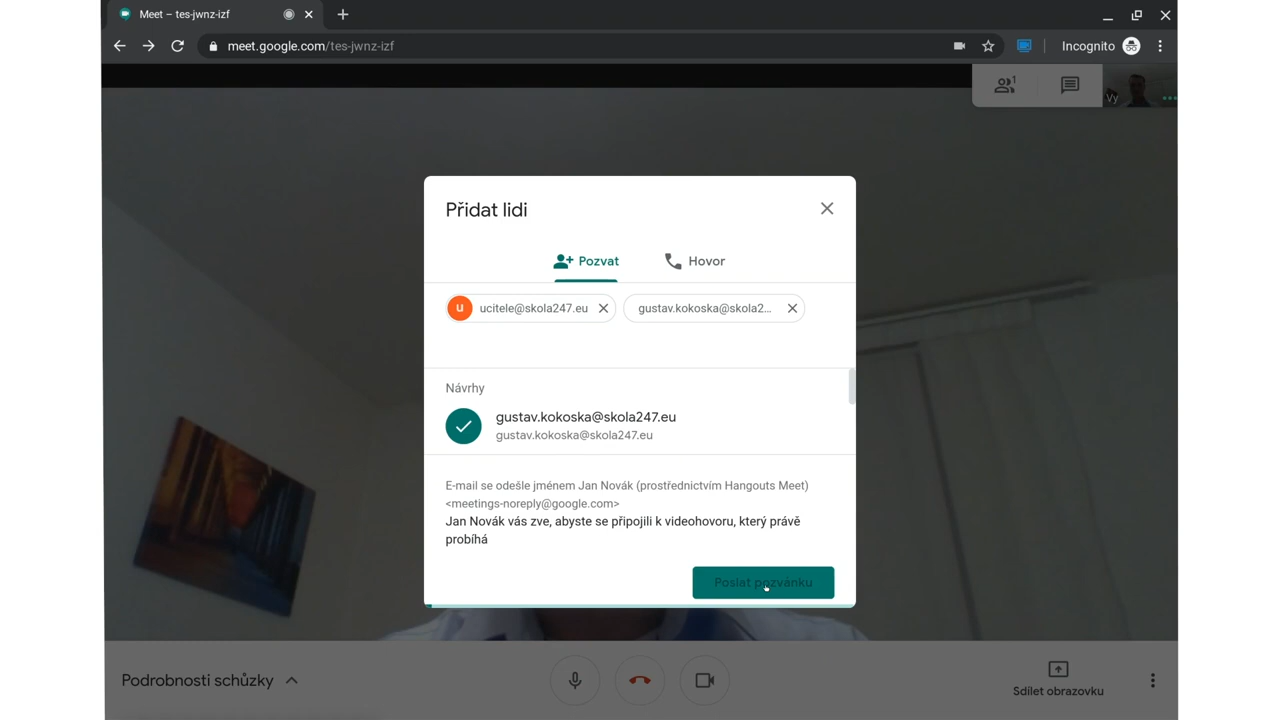 Meet – tes-jwnz-izf
meet.google.com/tes-jwnz-izf
Incognito
1
Vy
Přidat lidi
Pozvat
Hovor
u ucitele@skola247.eu
gustav.kokoska@skola2...
Návrhy
gustav.kokoska@skola247.eu
gustav.kokoska@skola247.eu
E-mail se odešle jménem Jan Novák (prostřednictvím Hangouts Meet)
<meetings-noreply@google.com>
Jan Novák vás zve, abyste se připojili k videohovoru, který právě
probíhá
Poslat pozvánku
Podrobnosti schůzky
Sdílet obrazovku